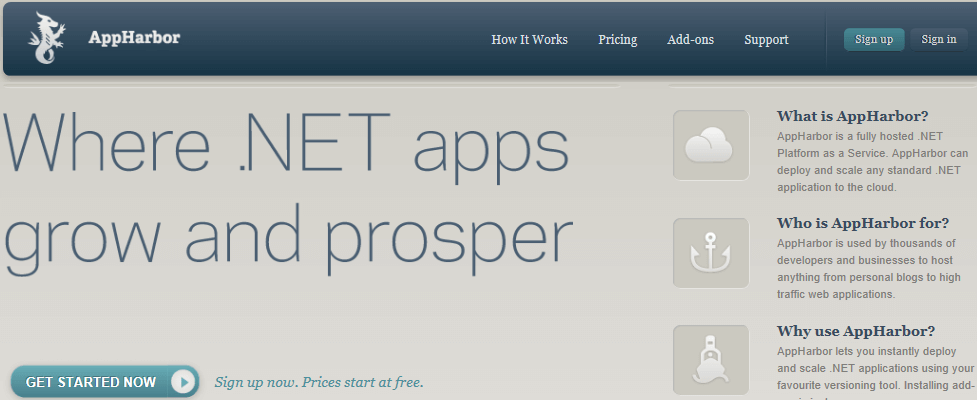 AppHarbor
How It Works
Pricing
Add-ons
Support
Sign up
Sign in
Where .NET apps
grow and prosper
GET STARTED NOW
Sign up now. Prices start at free.
What is AppHarbor?
AppHarbor is a fully hosted .NET
Platform as a Service. AppHarbor can
deploy and scale any standard .NET
application to the cloud.
Who is AppHarbor for?
AppHarbor is used by thousands of
developers and businesses to host
anything from personal blogs to high
traffic web applications.
Why use AppHarbor?
AppHarbor lets you instantly deploy
and scale .NET applications using your
favourite versioning tool. Installing add-